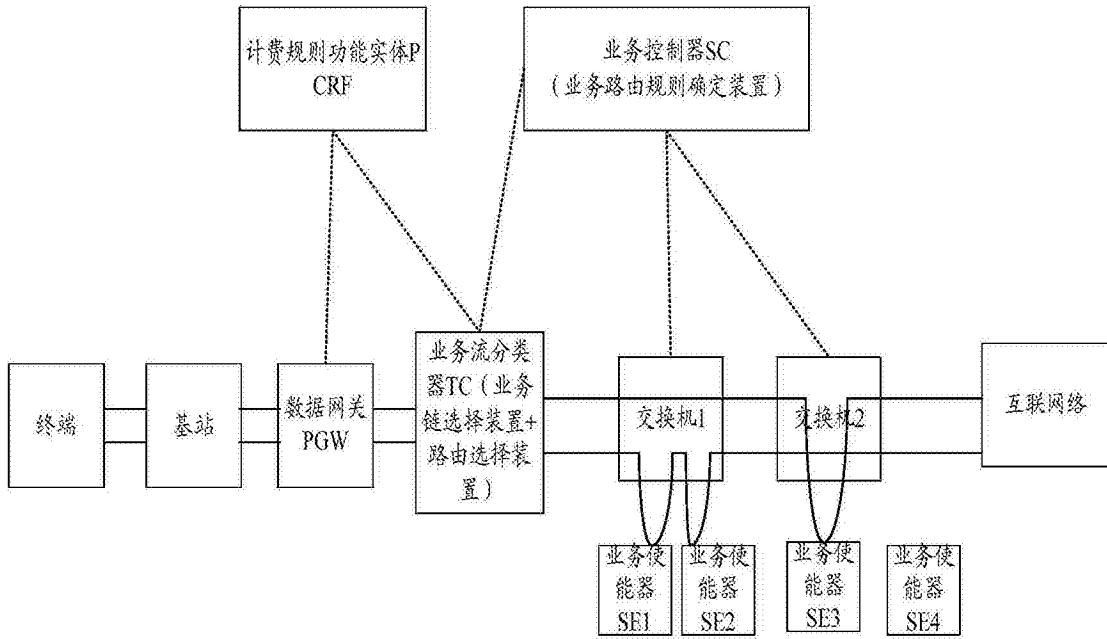 计费规则功能实体P
CRF
业务控制器SC
（业务路由规则确定装置）
终端
基站
数据网关
PGW
业务流分类
器TC（业务
链选择装置+
路由选择装
置）
交换机1
交换机2
互联网络
业务使
能器
SE1
业务使
能器
SE2
业务使
能器
SE3
业务使
能器
SE4